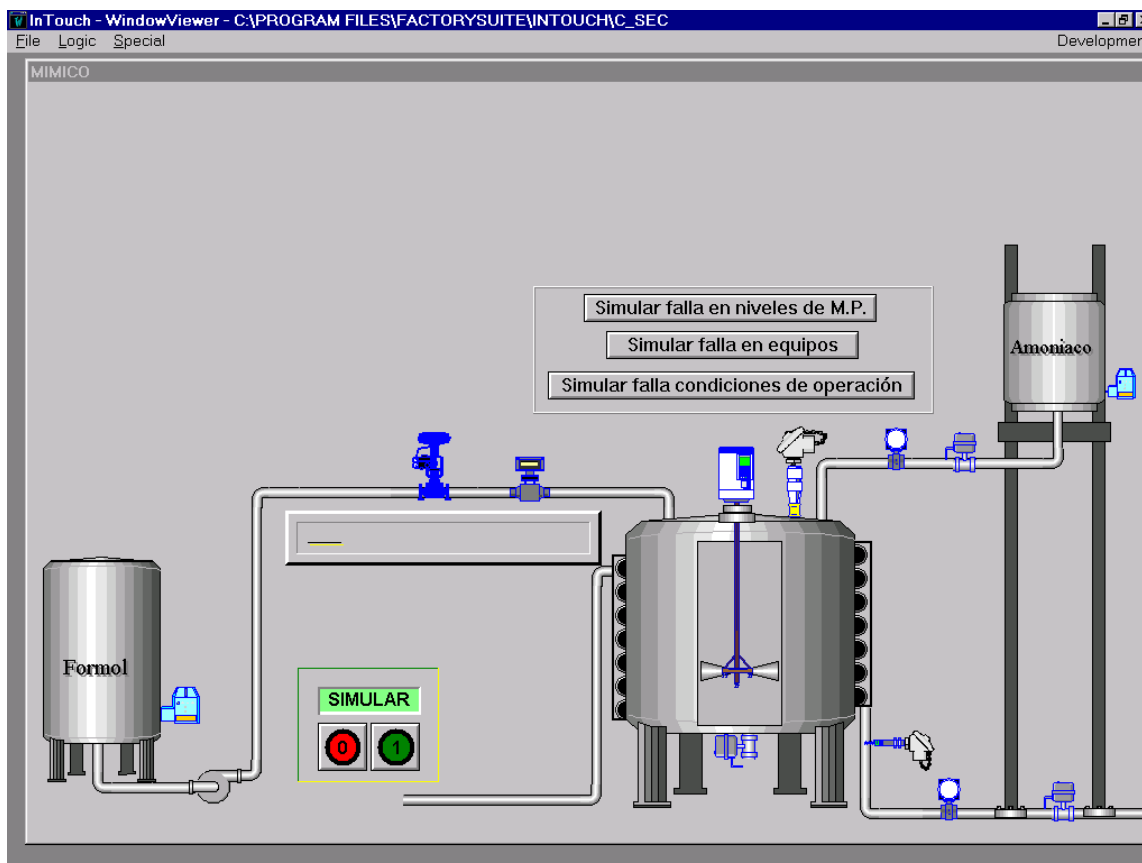 InTouch - WindowViewer - C:\PROGRAM FILES\FACTORYSUITE\INTOUCH\C_SEC
File Logic Special Developmen
MIMICO
Simular falla en niveles de M.P.
Simular falla en equipos
Simular falla condiciones de operación
Amoniaco
Formol
SIMULAR
0 1